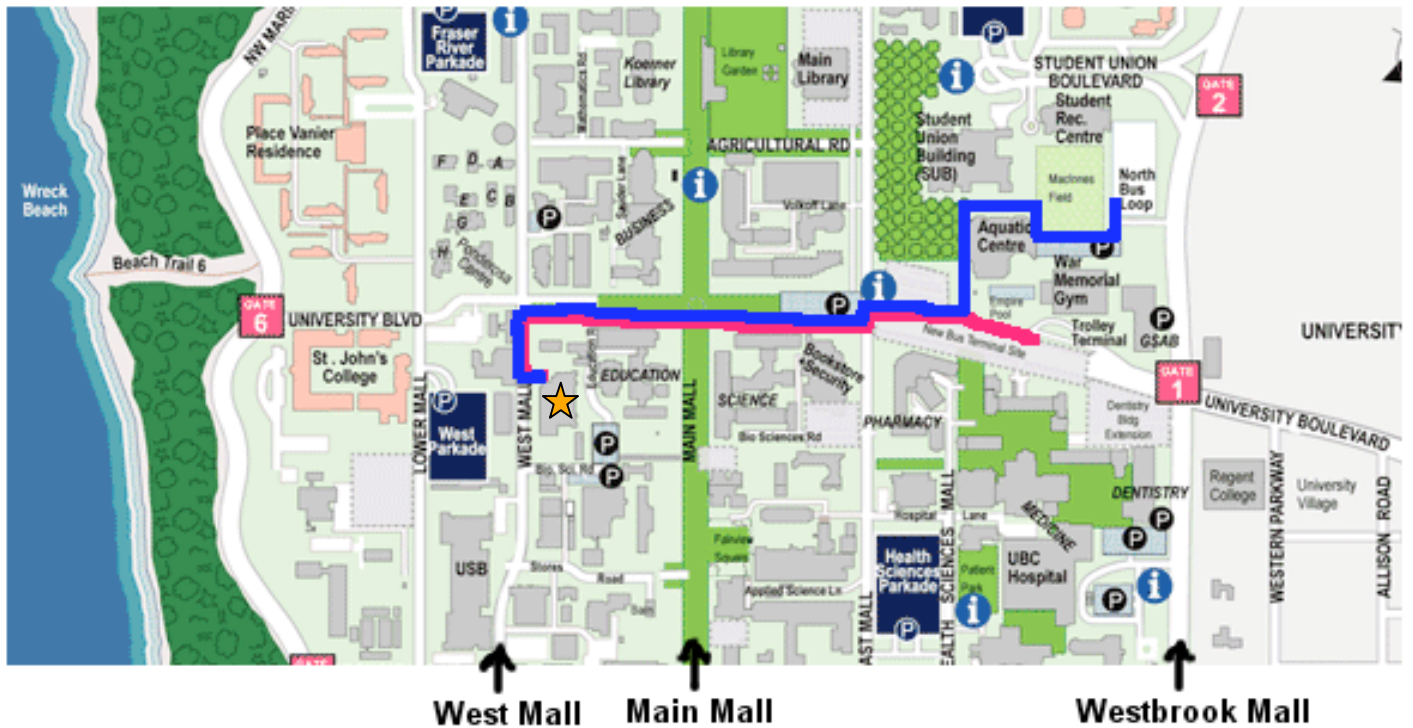 NW MARI
Fraser
River
Parkade
P
i
Mathematics Rd
Koerner
Library
Library
Garden
Main
Library
P
i
STUDENT UNION
BOULEVARD
GATE
2
Student
Rec.
Centre
Place Vanier
Residence
Student
Union
Building
(SUB)
AGRICULTURAL RD
F
D
A
E
C
B
G
H
Ponderosa
Centre
P
BUSINESS
i
Volkoff Lane
MacInnes
Field
North
Bus
Loop
Wreck
Beach
Aquatic
Centre
P
Beach Trail 6
War
Memorial
Gym
GATE
6
UNIVERSITY BLVD
P
i
Empire
Pool
New Bus Terminal Site
Trolley
Terminal
P
GSAB
UNIVERSITY
St . John's
College
EDUCATION
Bookstore
+Security
GATE
1
LOWER MALL
P
West
Parkade
WEST MALL
MAIN MALL
SCIENCE
PHARMACY
Dentistry
Bldg
Extension
UNIVERSITY BOULEVARD
P
Bio Sciences Rd
Bio. Sci. Rd
P
Regent
College
University
Village
WESTERN PARKWAY
ALLISON ROAD
DENTISTRY
MEDICINE
P
P
Hospital
Lane
USB
Stores
Road
Barn
Fairview
Square
Applied Science Ln
Health
Sciences
Parkade
P
AST MALL
EALTH SCIENCES MALL
Patient
Park
i
UBC
Hospital
P
i
GATE
West Mall
Main Mall
Westbrook Mall